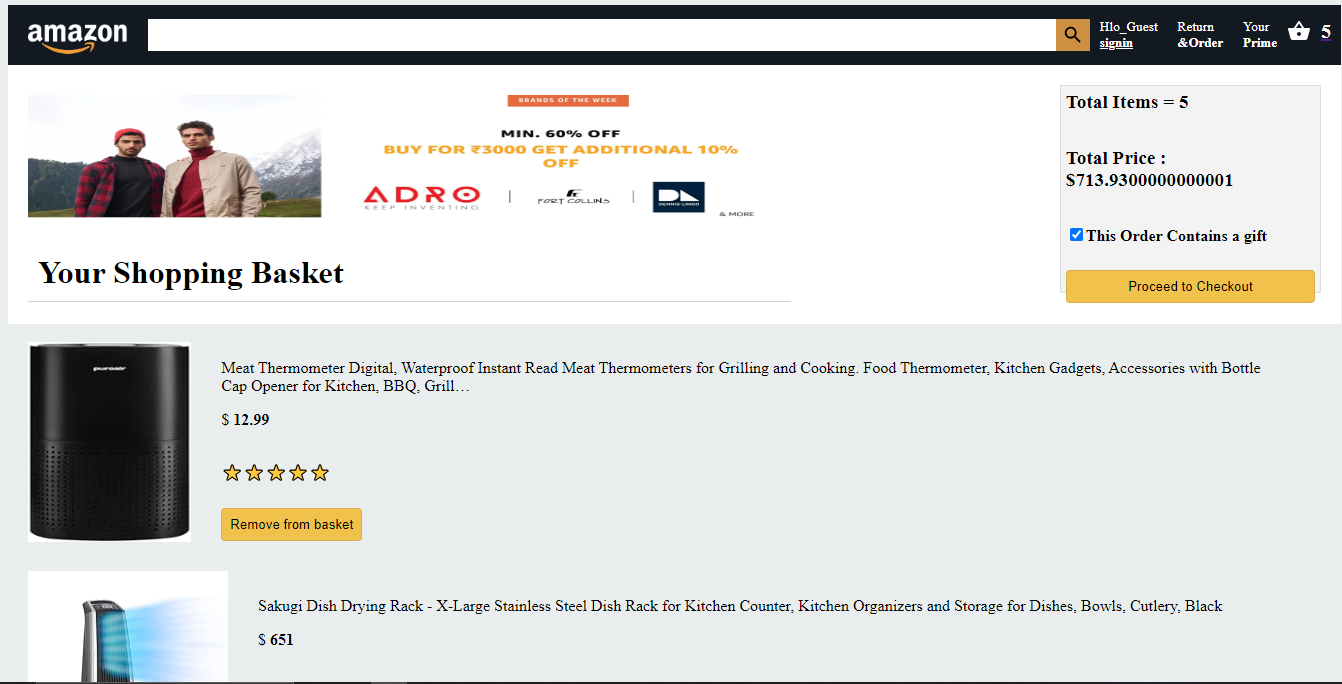 amazon
Hlo_Guest
signin
Return
&Order
Your
Prime
5
BRANDS OF THE WEEK
MIN. 60% OFF
BUY FOR ₹3000 GET ADDITIONAL 10%
OFF
ADRO
KEEP INVENTING
FORT COLLINS
DENNIS LINGO
& MORE
Total Items = 5
Total Price :
$713.9300000000001
This Order Contains a gift
Proceed to Checkout
Your Shopping Basket
puroair
Meat Thermometer Digital, Waterproof Instant Read Meat Thermometers for Grilling and Cooking. Food Thermometer, Kitchen Gadgets, Accessories with Bottle
Cap Opener for Kitchen, BBQ, Grill…
$ 12.99
Remove from basket
Sakugi Dish Drying Rack - X-Large Stainless Steel Dish Rack for Kitchen Counter, Kitchen Organizers and Storage for Dishes, Bowls, Cutlery, Black
$ 651